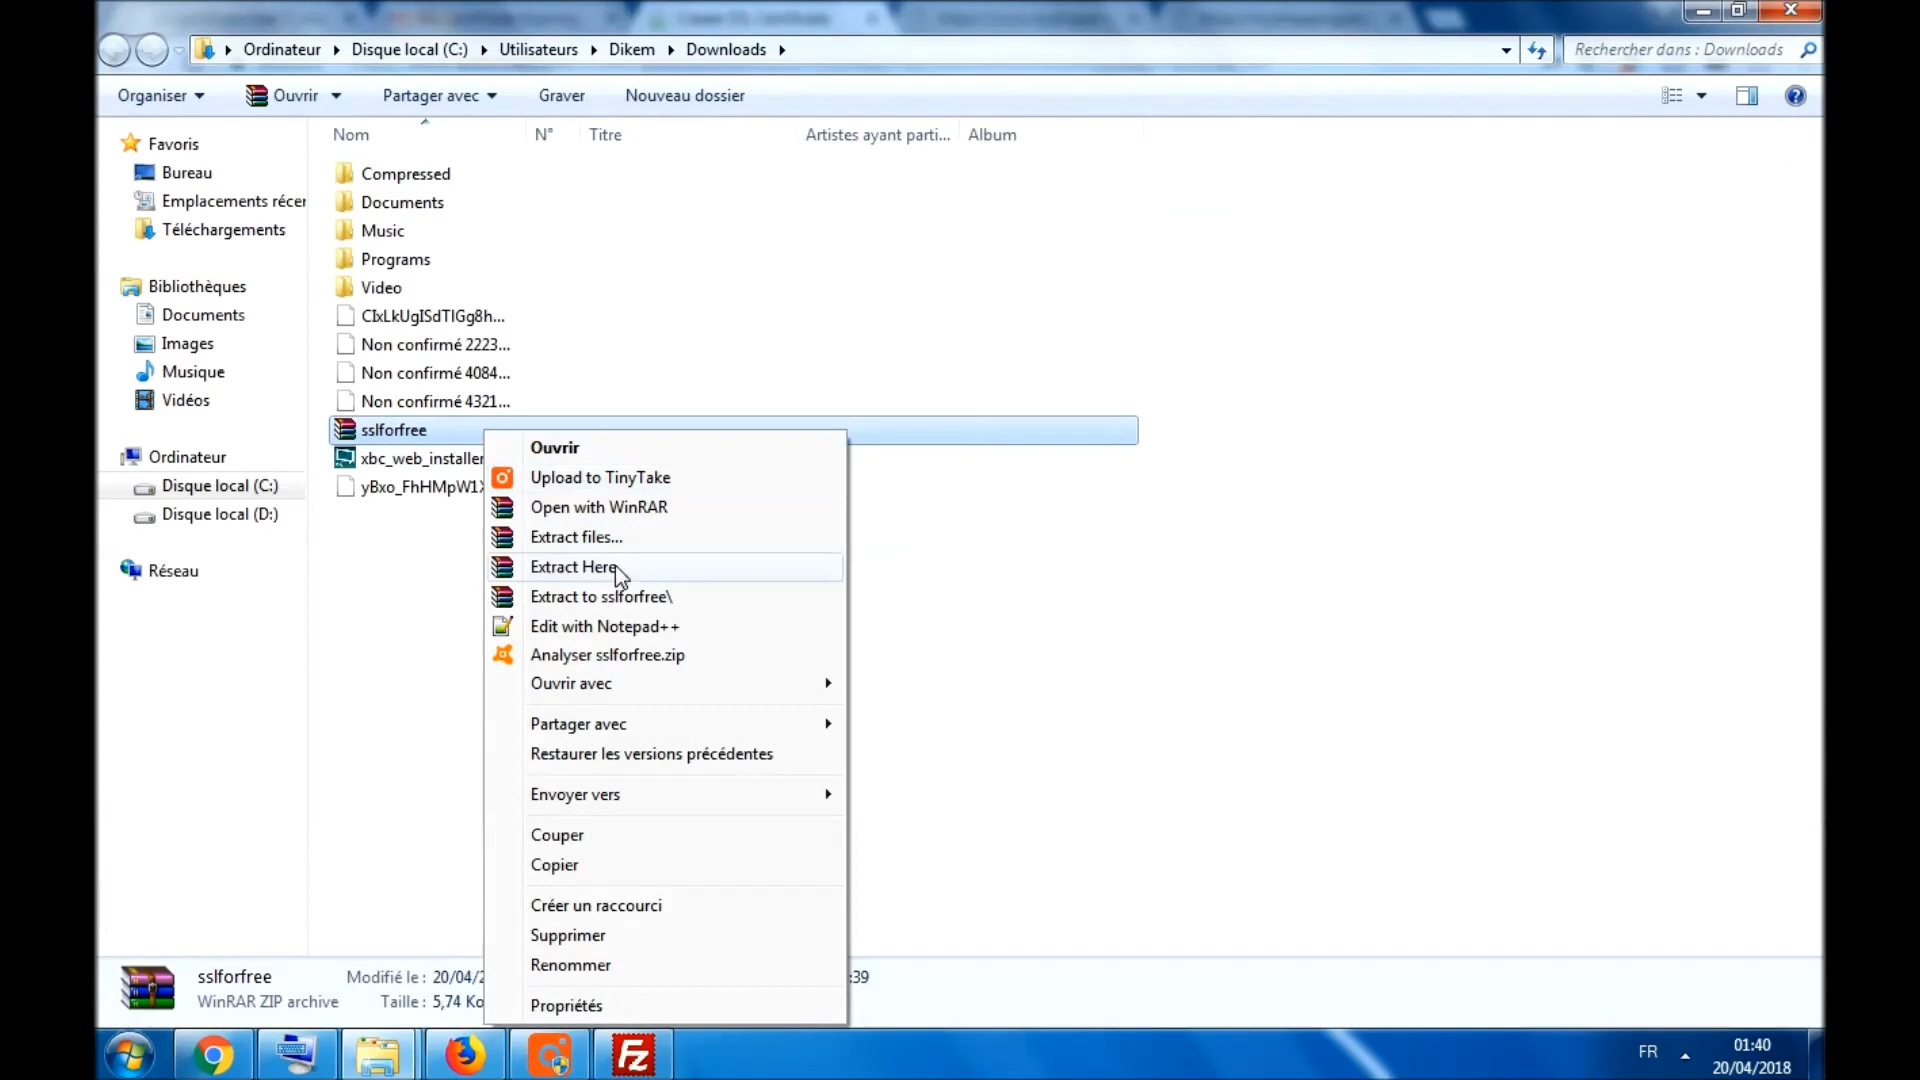 Ordinateur Disque local (C:) Utilisateurs Dikem Downloads
Rechercher dans : Downloads
Organiser Ouvrir Partager avec Graver Nouveau dossier
Nom N° Titre Artistes ayant parti... Album
Favoris
Bureau
Emplacements récer
Téléchargements
Bibliothèques
Documents
Images
Musique
Vidéos
Ordinateur
Disque local (C:)
Disque local (D:)
Réseau
Compressed
Documents
Music
Programs
Video
CIxLkUgISdTlGg8h...
Non confirmé 2223...
Non confirmé 4084...
Non confirmé 4321...
sslforfree
xbc_web_installer
yBxo_FhHMpW1
Ouvrir
Upload to TinyTake
Open with WinRAR
Extract files...
Extract Here
Extract to sslforfree\
Edit with Notepad++
Analyser sslforfree.zip
Ouvrir avec
Partager avec
Restaurer les versions précédentes
Envoyer vers
Couper
Copier
Créer un raccourci
Supprimer
Renommer
Propriétés
sslforfree Modifié le : 20/04/2 :39
WinRAR ZIP archive Taille : 5,74 Ko
FR
01:40
20/04/2018